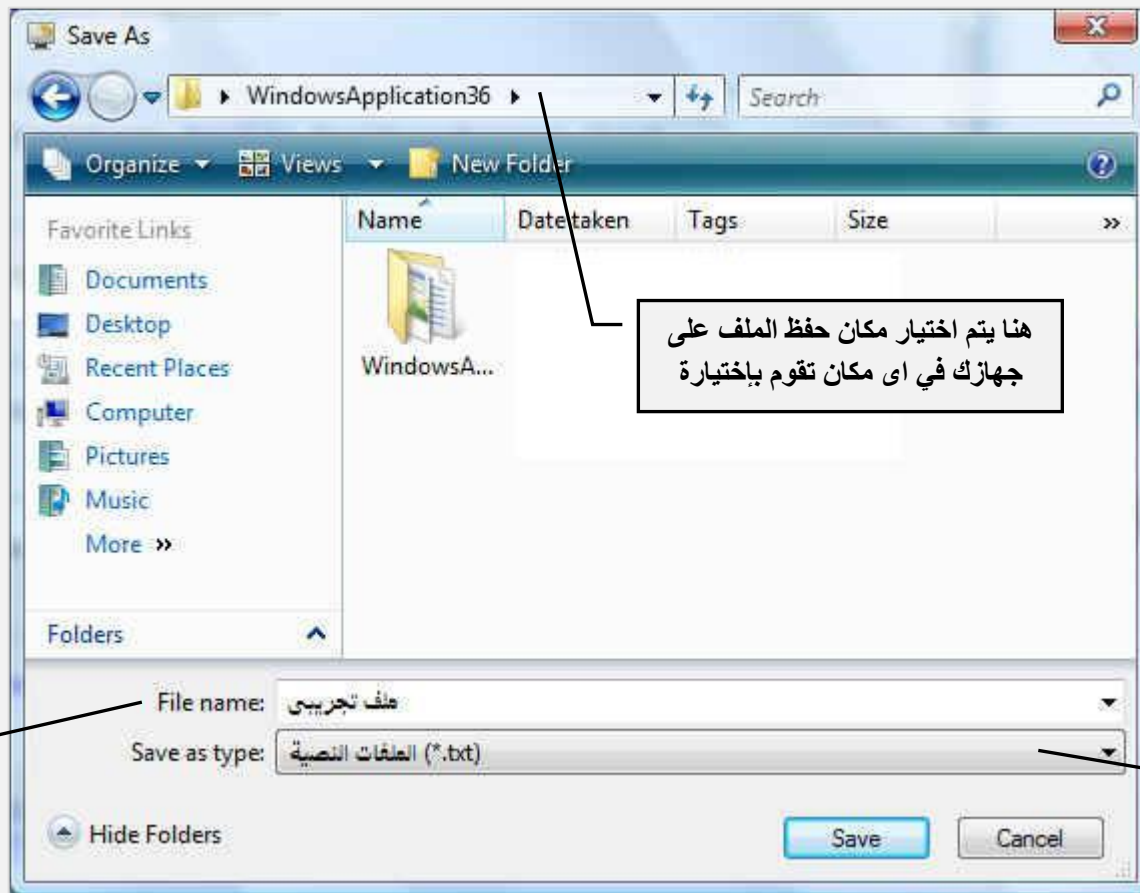 Save As
WindowsApplication36
Search
Organize
Views
New Folder
Favorite Links
Name
Date taken
Tags
Size
»
Documents
Desktop
Recent Places
Computer
Pictures
Music
More »
WindowsA...
هنا يتم اختيار مكان حفظ الملف على
جهازك في اى مكان تقوم بإختيارة
Folders
File name: ملف تجريبى
Save as type: الملفات النصية (*.txt)
Hide Folders
Save
Cancel